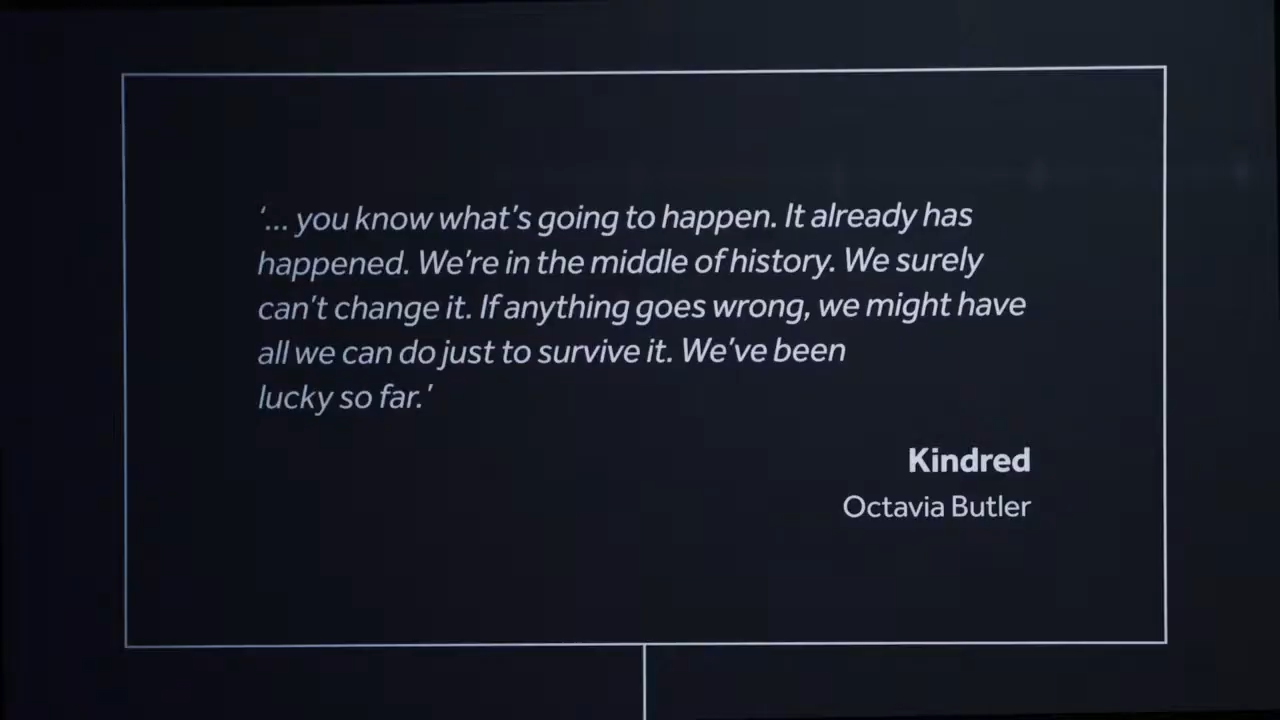 ‘... you know what's going to happen. It already has
happened. We're in the middle of history. We surely
can't change it. If anything goes wrong, we might have
all we can do just to survive it. We've been
lucky so far.’
Kindred
Octavia Butler